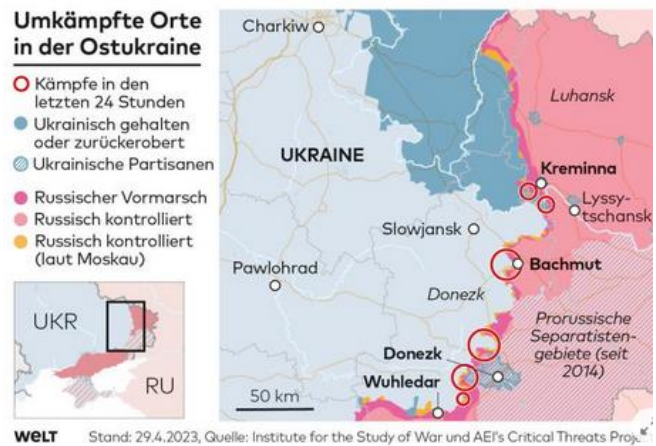 Umkämpfte Orte
in der Ostukraine
Kämpfe in den
letzten 24 Stunden
Ukrainisch gehalten
oder zurückerobert
Ukrainische Partisanen
Russischer Vormarsch
Russisch kontrolliert
Russisch kontrolliert
(laut Moskau)
UKR
RU
Charkiw
Luhansk
UKRAINE
Kreminna
Lyssy-
tschansk
Slowjansk
Pawlohrad
Bachmut
Donezk
Prorussische
Separatisten-
gebiete (seit
2014)
Donezk
Wuhledar
50 km
WELT Stand: 29.4.2023, Quelle: Institute for the Study of War und AEI's Critical Threats